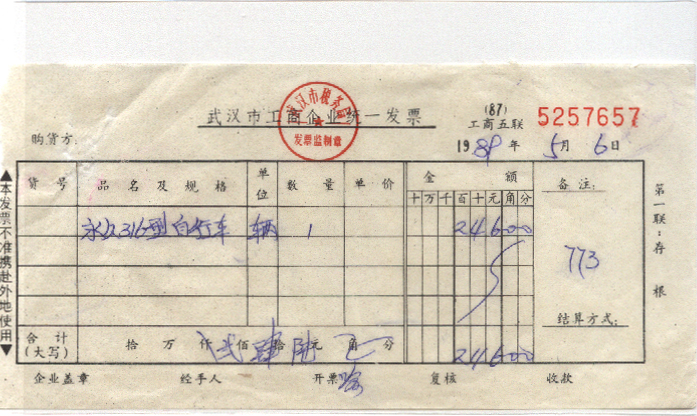 武汉市工商企业统一发票
武汉市税务局
发票监制章
(87)
工商五联
5257657
购货方:
1989年5月6日
▲本发票不准携赴外地使用▼
货号 品名及规格 单位 数量 单价 金额 备注:
十万千百十元角分
永久316型自行车 辆 1 24600
773
结算方式:
合计(大写) 拾万仟贰佰肆拾陆元角分 24600
第一联:存根
企业盖章 经手人 开票 复核 收款